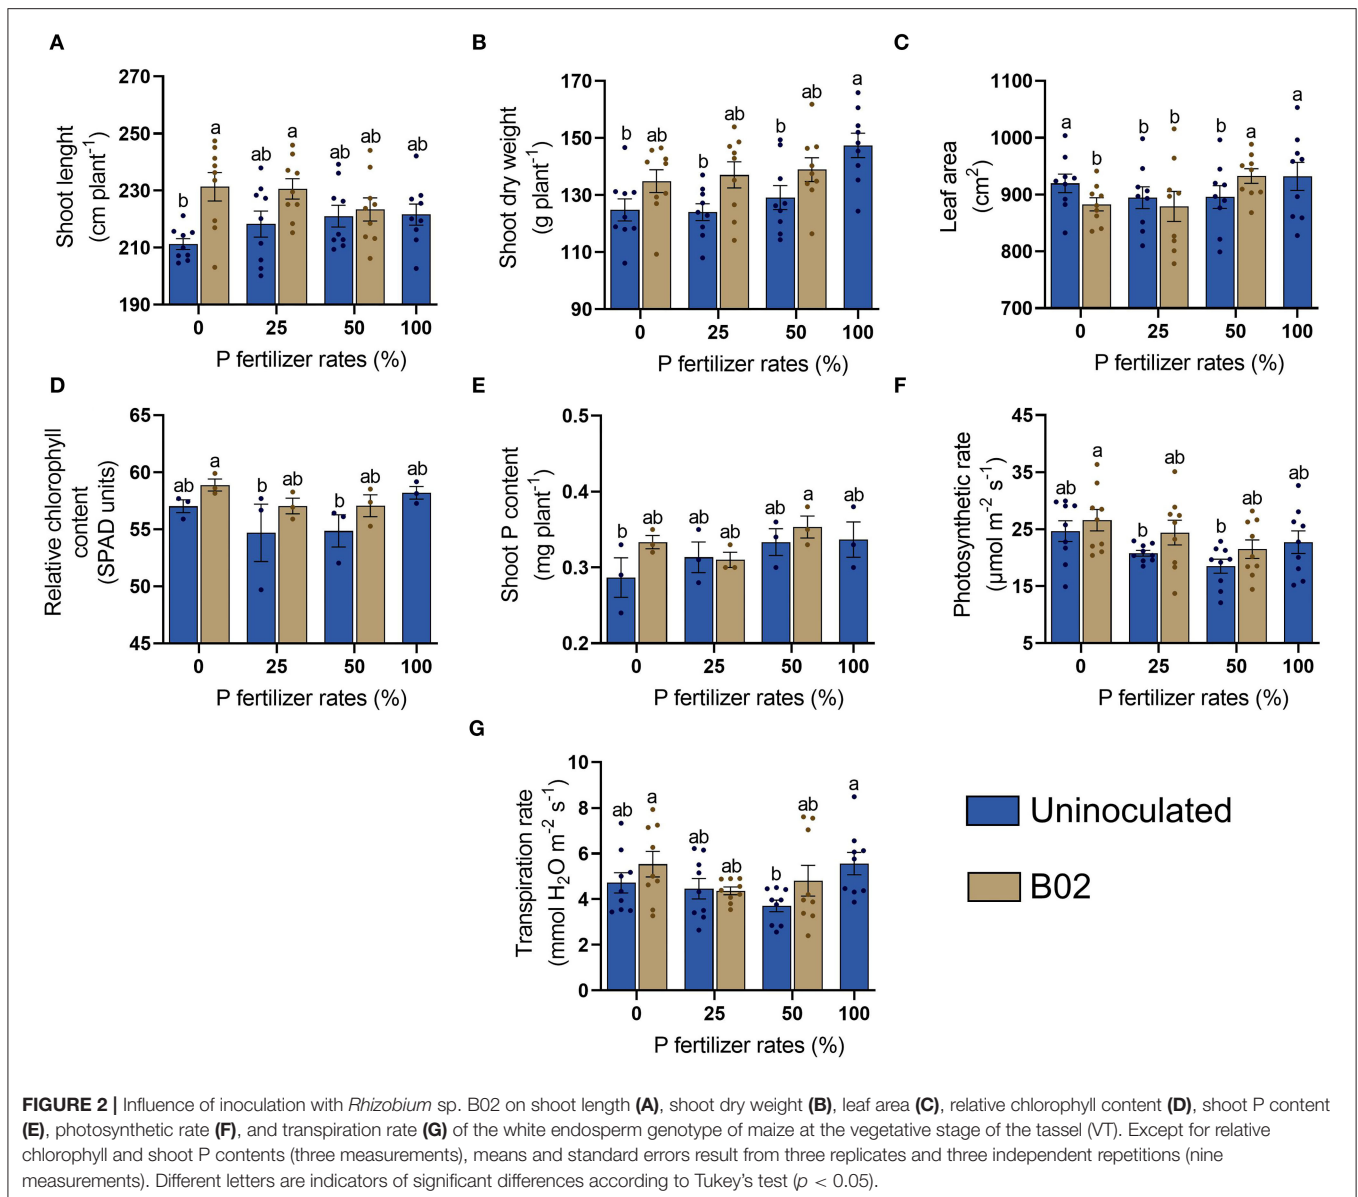 A
Shoot lenght
(cm plant-1)
270
250
230
210
190
b
a
ab
a
ab
ab
ab
0
25
50
100
P fertilizer rates (%)
B
Shoot dry weight
(g plant-1)
170
150
130
110
90
b
ab
b
ab
b
ab
a
0
25
50
100
P fertilizer rates (%)
C
Leaf area
(cm2)
1100
1000
900
800
700
a
b
b
b
b
a
a
0
25
50
100
P fertilizer rates (%)
D
Relative chlorophyll
content
(SPAD units)
65
60
55
50
45
ab
a
b
ab
b
ab
ab
0
25
50
100
P fertilizer rates (%)
E
Shoot P content
(mg plant-1)
0.5
0.4
0.3
0.2
b
ab
ab
ab
ab
a
ab
0
25
50
100
P fertilizer rates (%)
F
Photosynthetic rate
(µmol m-2 s-1)
45
35
25
15
5
ab
a
b
ab
b
ab
ab
0
25
50
100
P fertilizer rates (%)
G
Transpiration rate
(mmol H2O m-2 s-1)
10
8
6
4
2
0
ab
a
ab
ab
b
ab
a
0
25
50
100
P fertilizer rates (%)
Uninoculated
B02
FIGURE 2 | Influence of inoculation with Rhizobium sp. B02 on shoot length (A), shoot dry weight (B), leaf area (C), relative chlorophyll content (D), shoot P content
(E), photosynthetic rate (F), and transpiration rate (G) of the white endosperm genotype of maize at the vegetative stage of the tassel (VT). Except for relative
chlorophyll and shoot P contents (three measurements), means and standard errors result from three replicates and three independent repetitions (nine
measurements). Different letters are indicators of significant differences according to Tukey's test (p < 0.05).